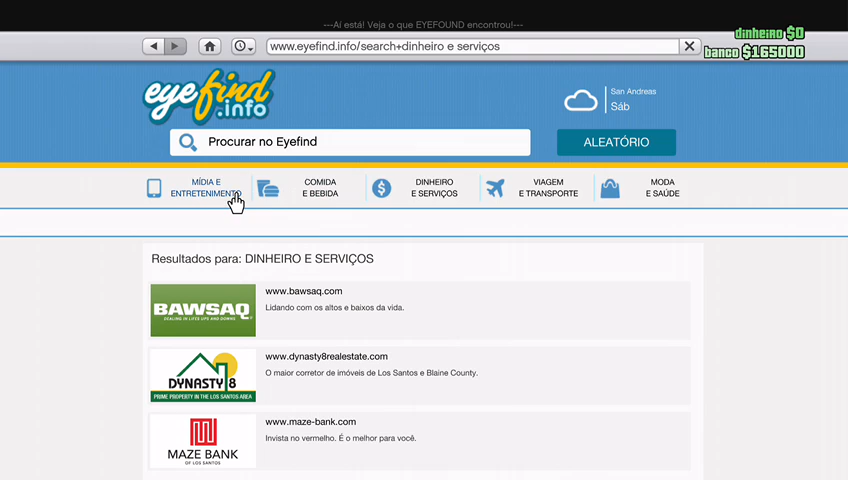 ---Aí está! Veja o que EYEFOUND encontrou!---
dinheiro $0
banco $165000
www.eyefind.info/search+dinheiro e serviços
eyefind
.info
San Andreas
Sáb
Procurar no Eyefind
ALEATÓRIO
MÍDIA E
ENTRETENIMENTO
COMIDA
E BEBIDA
DINHEIRO
E SERVIÇOS
VIAGEM
E TRANSPORTE
MODA
E SAÚDE
Resultados para: DINHEIRO E SERVIÇOS
BAWSAQ
DEALING IN LIFE'S UPS AND DOWNS
www.bawsaq.com
Lidando com os altos e baixos da vida.
DYNASTY 8
PRIME PROPERTY IN THE LOS SANTOS AREA
www.dynasty8realestate.com
O maior corretor de imóveis de Los Santos e Blaine County.
MAZE BANK
OF LOS SANTOS
www.maze-bank.com
Invista no vermelho. É o melhor para você.